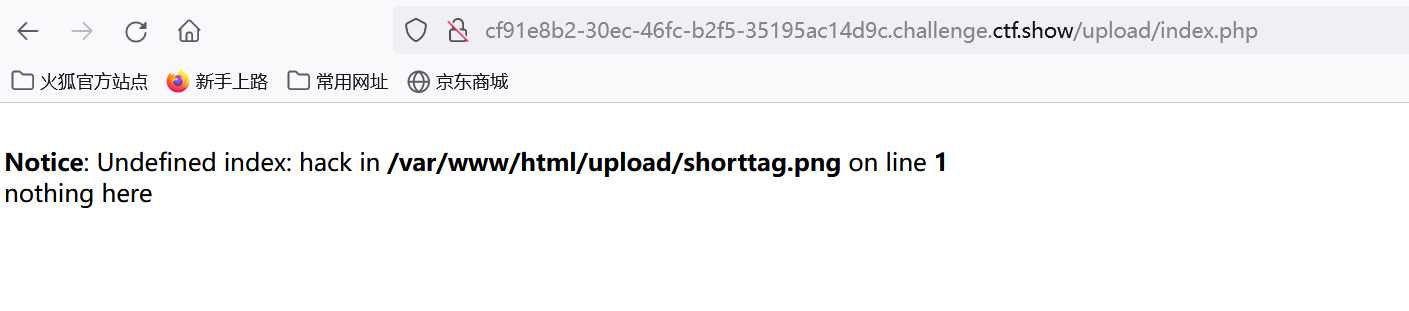 cf91e8b2-30ec-46fc-b2f5-35195ac14d9c.challenge.ctf.show/upload/index.php
火狐官方站点 新手上路 常用网址 京东商城
Notice: Undefined index: hack in /var/www/html/upload/shorttag.png on line 1
nothing here